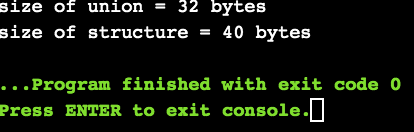 size of union = 32 bytes
size of structure = 40 bytes
...Program finished with exit code 0
Press ENTER to exit console.